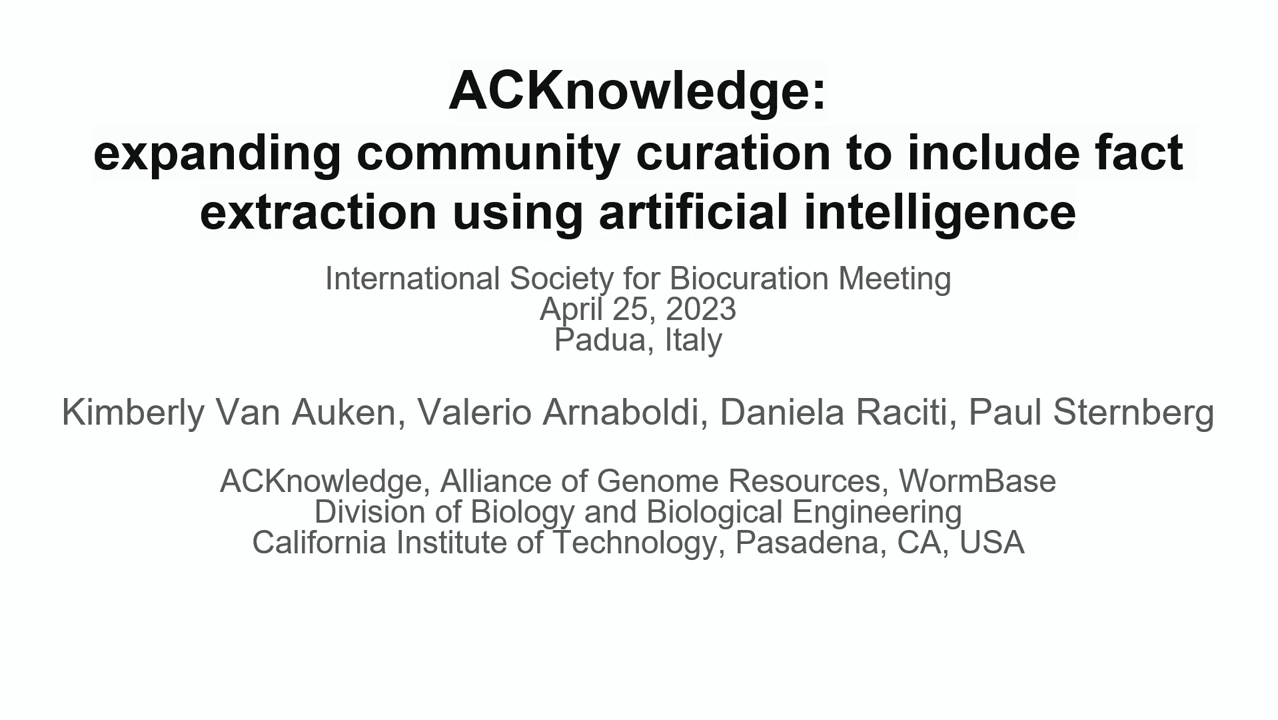 ACKnowledge:
expanding community curation to include fact
extraction using artificial intelligence
International Society for Biocuration Meeting
April 25, 2023
Padua, Italy
Kimberly Van Auken, Valerio Arnaboldi, Daniela Raciti, Paul Sternberg
ACKnowledge, Alliance of Genome Resources, WormBase
Division of Biology and Biological Engineering
California Institute of Technology, Pasadena, CA, USA